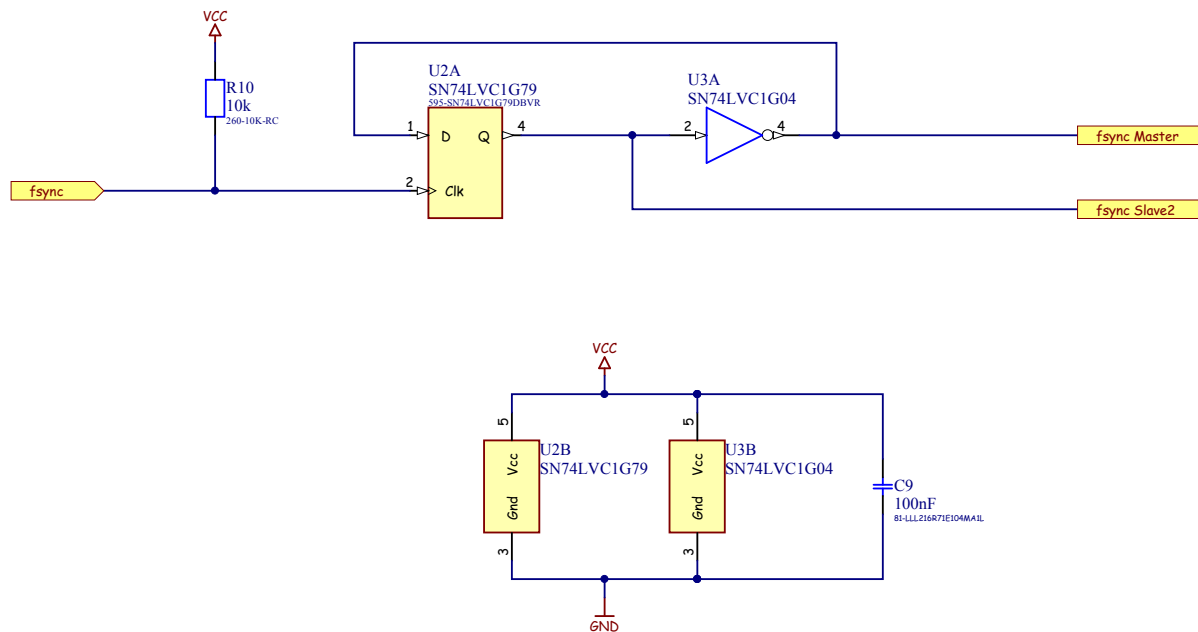 VCC
R10
10k
260-10K-RC
fsync
U2A
SN74LVC1G79
595-SN74LVC1G79DBVR
1
D
Q
4
2
Clk
U3A
SN74LVC1G04
2
4
fsync Master
fsync Slave2
VCC
5
Vcc
Gnd
3
U2B
SN74LVC1G79
5
Vcc
Gnd
3
U3B
SN74LVC1G04
C9
100nF
81-LLL216R71E104MA1L
GND